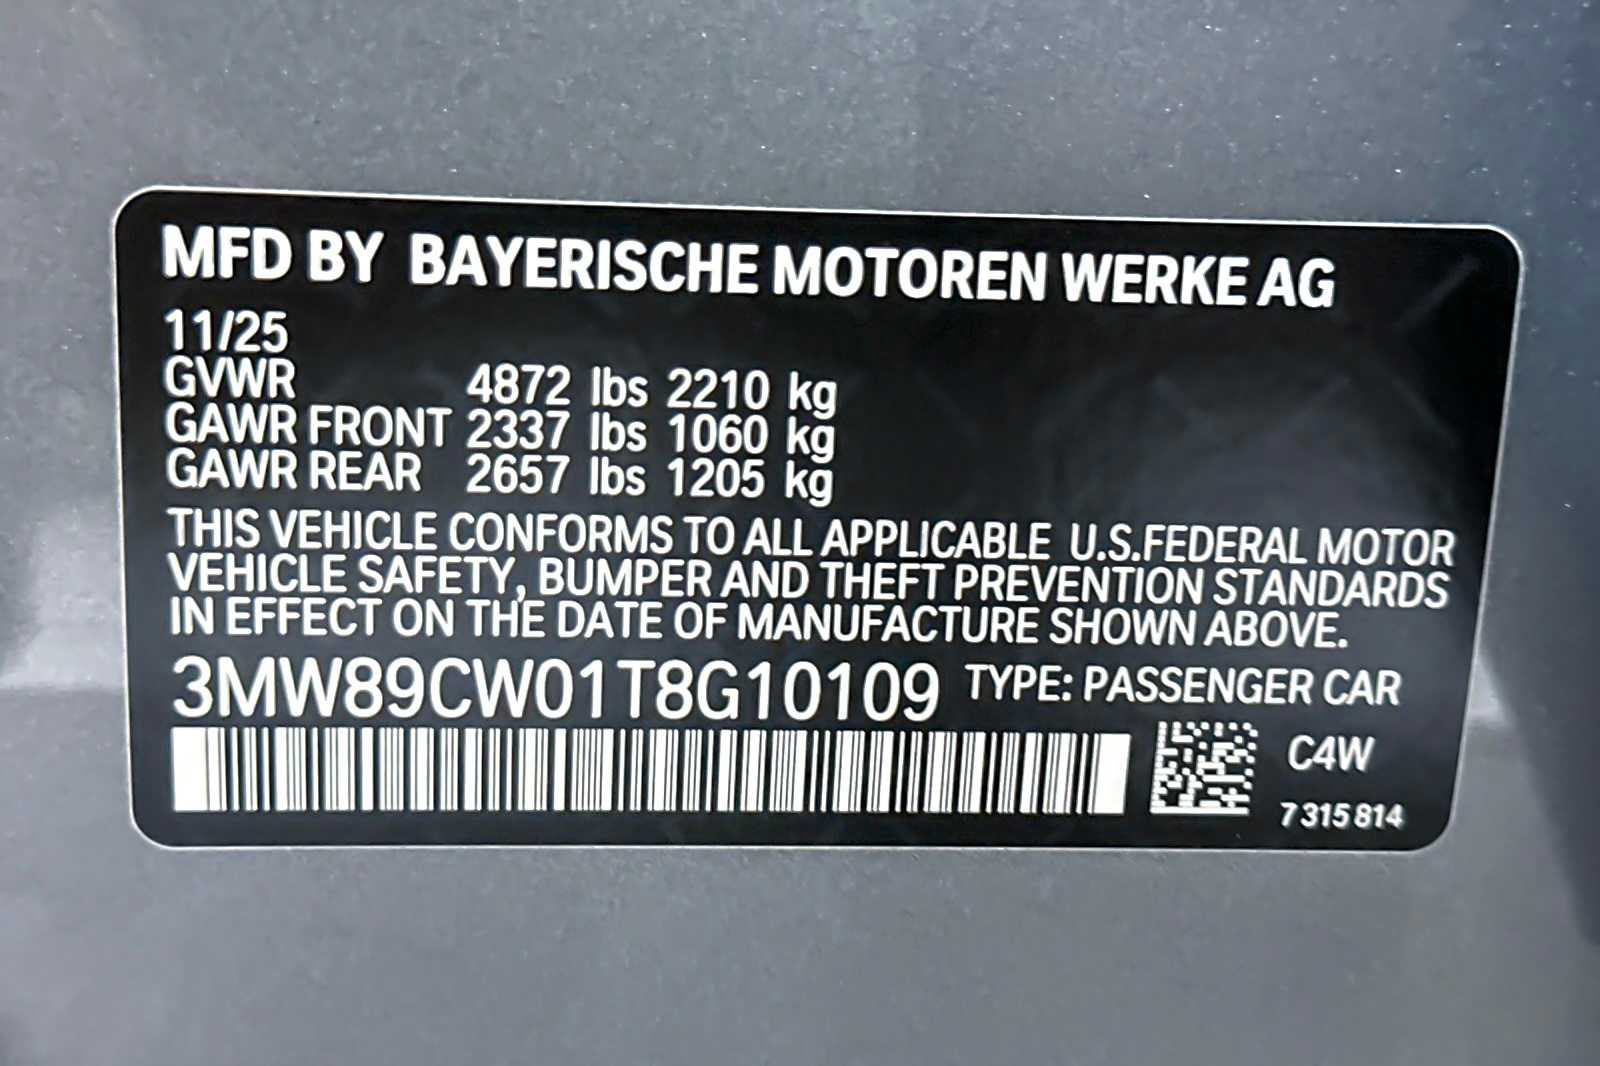 MFD BY BAYERISCHE MOTOREN WERKE AG
11/25
GVWR 4872 lbs 2210 kg
GAWR FRONT 2337 lbs 1060 kg
GAWR REAR 2657 lbs 1205 kg
THIS VEHICLE CONFORMS TO ALL APPLICABLE U.S.FEDERAL MOTOR
VEHICLE SAFETY, BUMPER AND THEFT PREVENTION STANDARDS
IN EFFECT ON THE DATE OF MANUFACTURE SHOWN ABOVE.
3MW89CW01T8G10109 TYPE: PASSENGER CAR
C4W
7 315 814